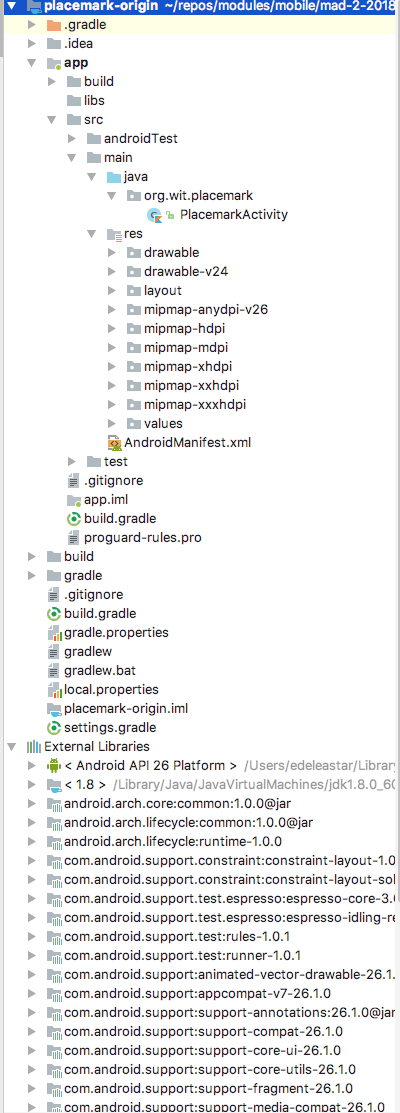 placemark-origin ~/repos/modules/mobile/mad-2-2018
.gradle
.idea
app
build
libs
src
androidTest
main
java
org.wit.placemark
PlacemarkActivity
res
drawable
drawable-v24
layout
mipmap-anydpi-v26
mipmap-hdpi
mipmap-mdpi
mipmap-xhdpi
mipmap-xxhdpi
mipmap-xxxhdpi
values
AndroidManifest.xml
test
.gitignore
app.iml
build.gradle
proguard-rules.pro
build
gradle
.gitignore
build.gradle
gradle.properties
gradlew
gradlew.bat
local.properties
placemark-origin.iml
settings.gradle
External Libraries
< Android API 26 Platform > /Users/edeleastar/Library
< 1.8 > /Library/Java/JavaVirtualMachines/jdk1.8.0_60
android.arch.core:common:1.0.0@jar
android.arch.lifecycle:common:1.0.0@jar
android.arch.lifecycle:runtime-1.0.0
com.android.support.constraint:constraint-layout-1.0
com.android.support.constraint:constraint-layout-sol
com.android.support.test.espresso:espresso-core-3.0
com.android.support.test.espresso:espresso-idling-re
com.android.support.test:rules-1.0.1
com.android.support.test:runner-1.0.1
com.android.support:animated-vector-drawable-26.1
com.android.support:appcompat-v7-26.1.0
com.android.support:support-annotations:26.1.0@jar
com.android.support:support-compat-26.1.0
com.android.support:support-core-ui-26.1.0
com.android.support:support-core-utils-26.1.0
com.android.support:support-fragment-26.1.0
com.android.support:support-media-compat-26.1.0